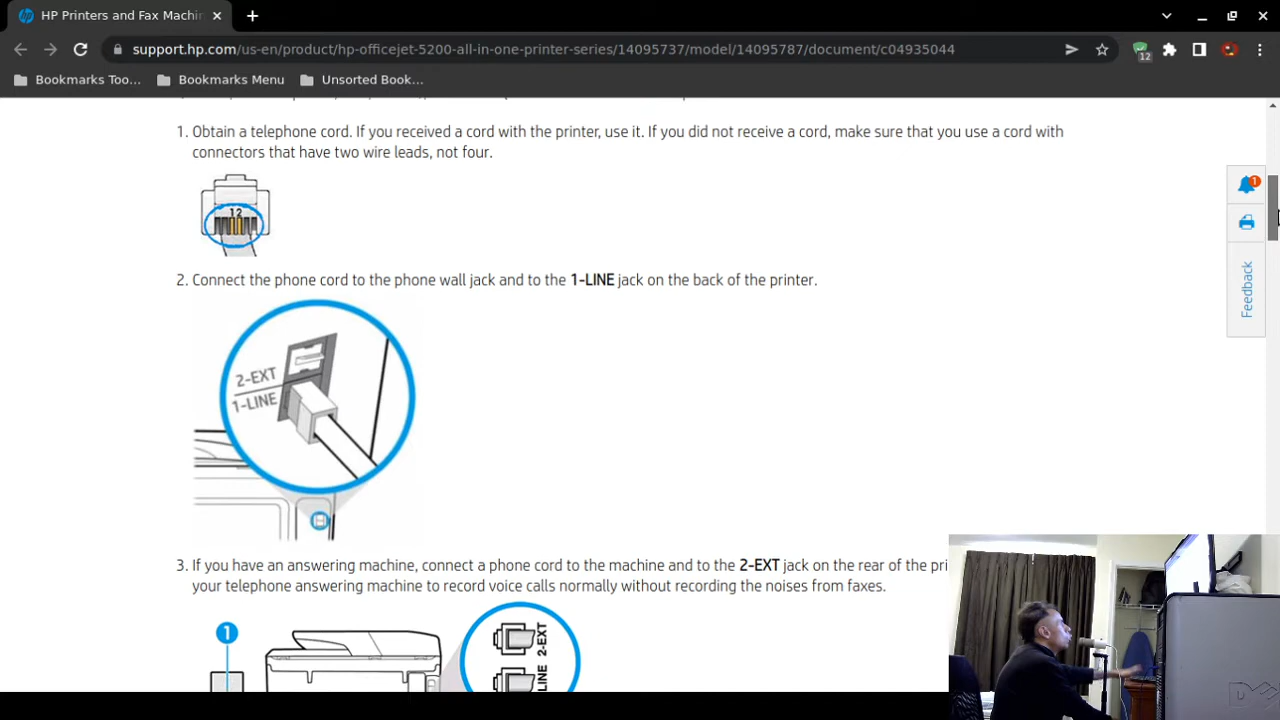 HP Printers and Fax Machin
support.hp.com/us-en/product/hp-officejet-5200-all-in-one-printer-series/14095737/model/14095787/document/c04935044
12
Bookmarks Too...
Bookmarks Menu
Unsorted Book...
1. Obtain a telephone cord. If you received a cord with the printer, use it. If you did not receive a cord, make sure that you use a cord with
connectors that have two wire leads, not four.
12
1
2. Connect the phone cord to the phone wall jack and to the 1-LINE jack on the back of the printer.
Feedback
2-EXT
1-LINE
3. If you have an answering machine, connect a phone cord to the machine and to the 2-EXT jack on the rear of the pri
your telephone answering machine to record voice calls normally without recording the noises from faxes.
1
2-EXT
LINE